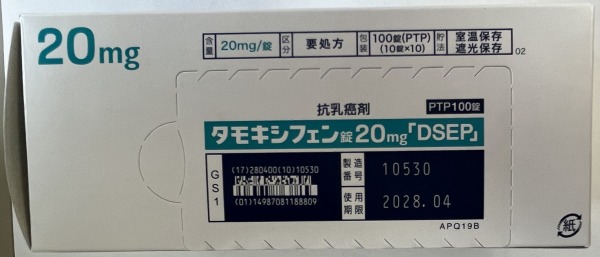 20mg
含量 20mg/錠 区分 要処方 包装 100錠(PTP) (10錠×10) 貯法 室温保存 遮光保存
02
抗乳癌剤 PTP100錠
タモキシフェン錠20mg「DSEP」
GS1
(17)280400(10)10530
(01)14987081188809
製造番号 10530
使用期限 2028.04
APQ19B
紙